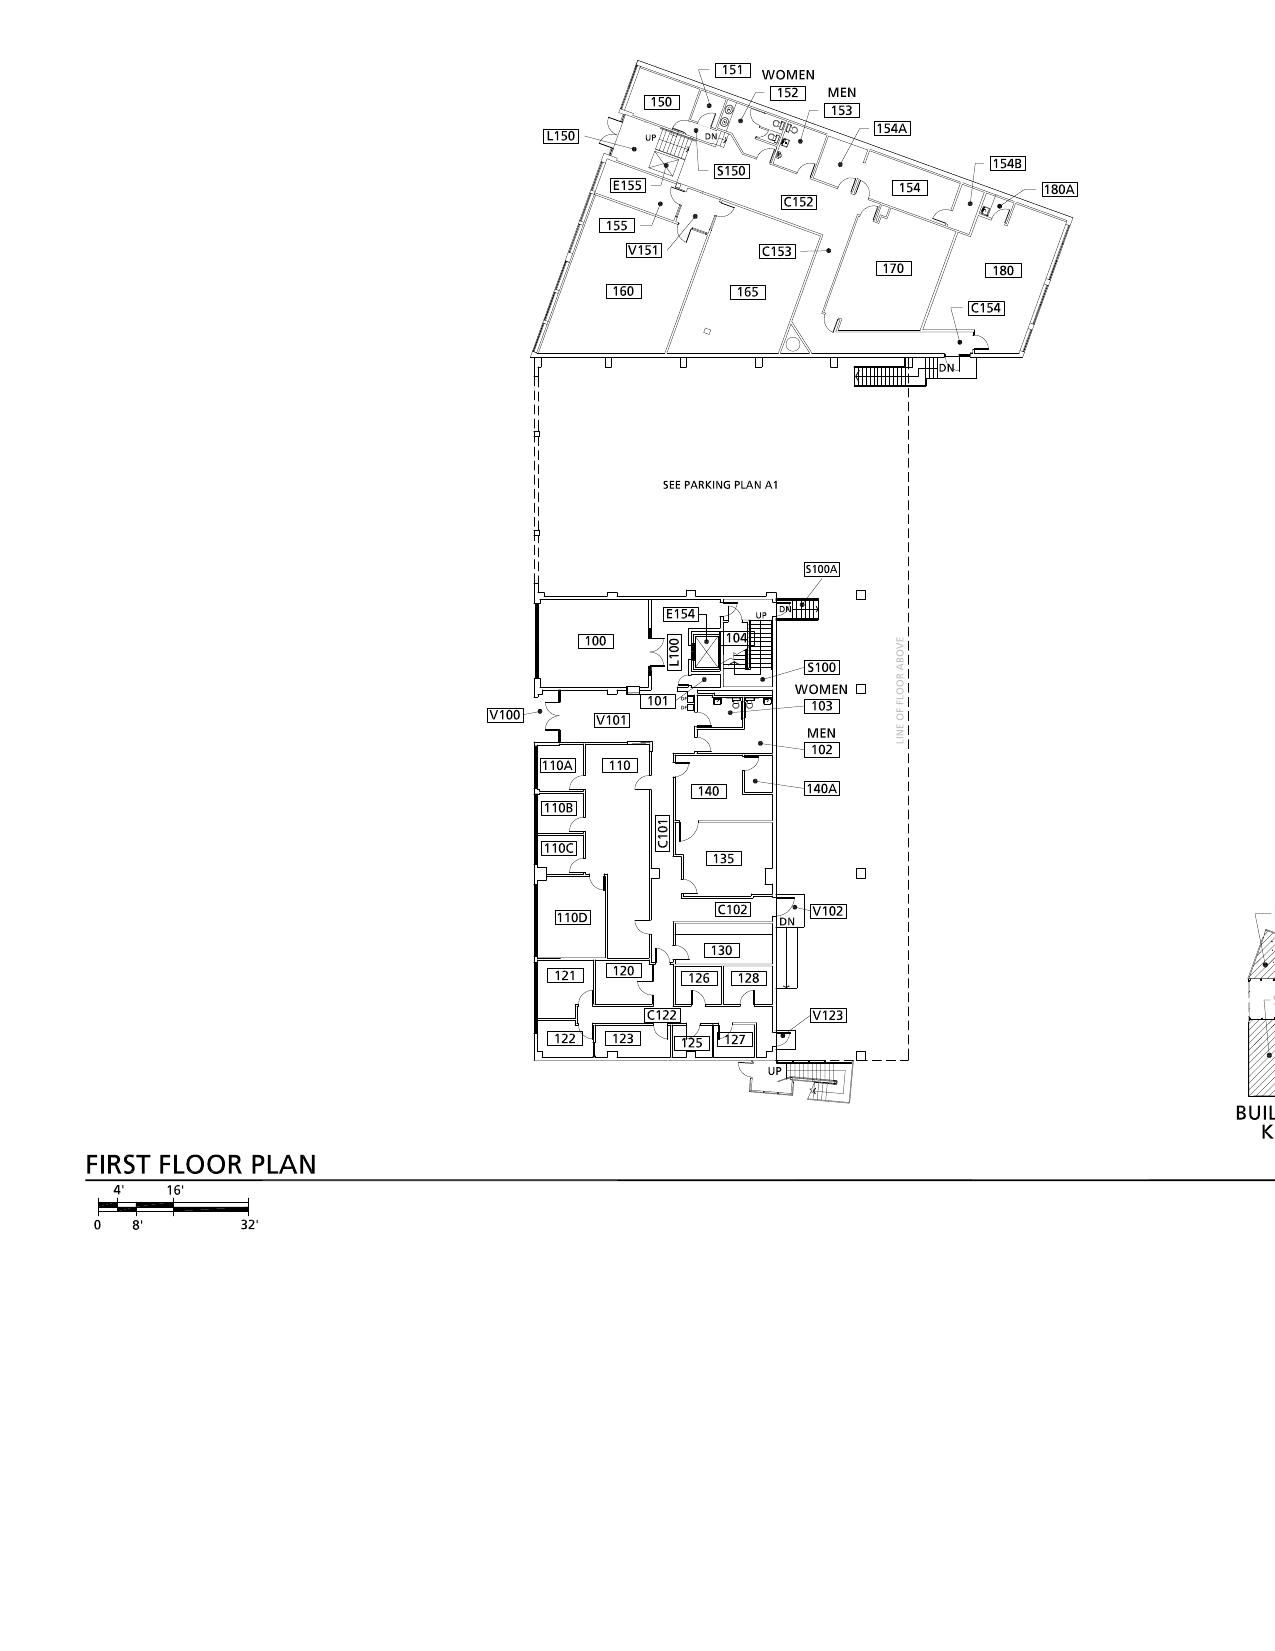 151
WOMEN
152
MEN
153
150
154A
L150
UP
DN
S150
154B
E155
154
180A
C152
155
V151
C153
170
180
160
165
C154
DN
SEE PARKING PLAN A1
S100A
E154
UP
DN
100
L100
104
LINE OF FLOOR ABOVE
S100
WOMEN
101
103
V100
V101
MEN
102
110A
110
140
140A
110B
C101
110C
135
110D
C102
V102
DN
130
121
120
126
128
C122
V123
122
123
125
127
UP
BUIL
K
FIRST FLOOR PLAN
4' 16'
0 8' 32'